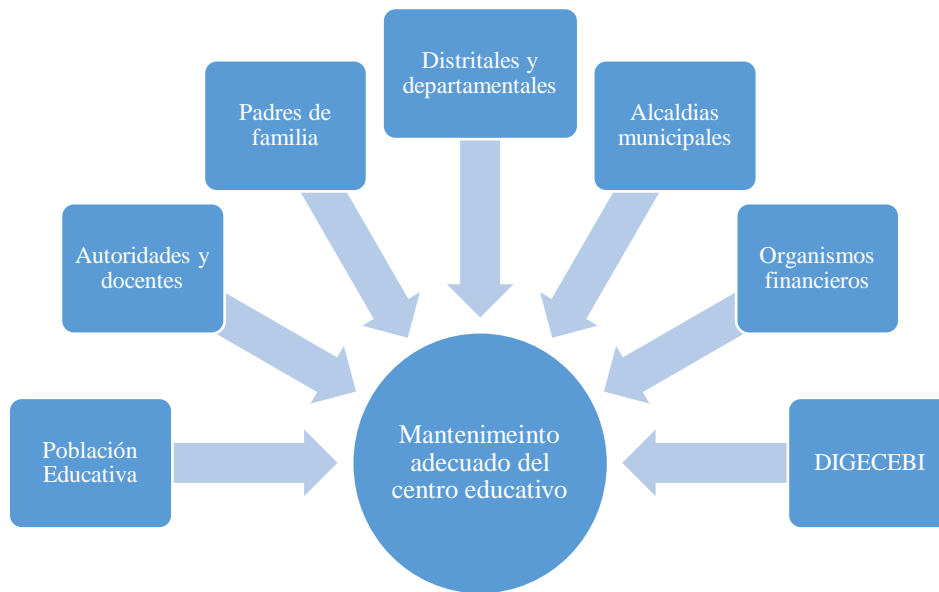 Distritales y
departamentales
Padres de
familia
Alcaldias
municipales
Autoridades y
docentes
Organismos
financieros
Población
Educativa
Mantenimeinto
adecuado del
centro educativo
DIGECEBI